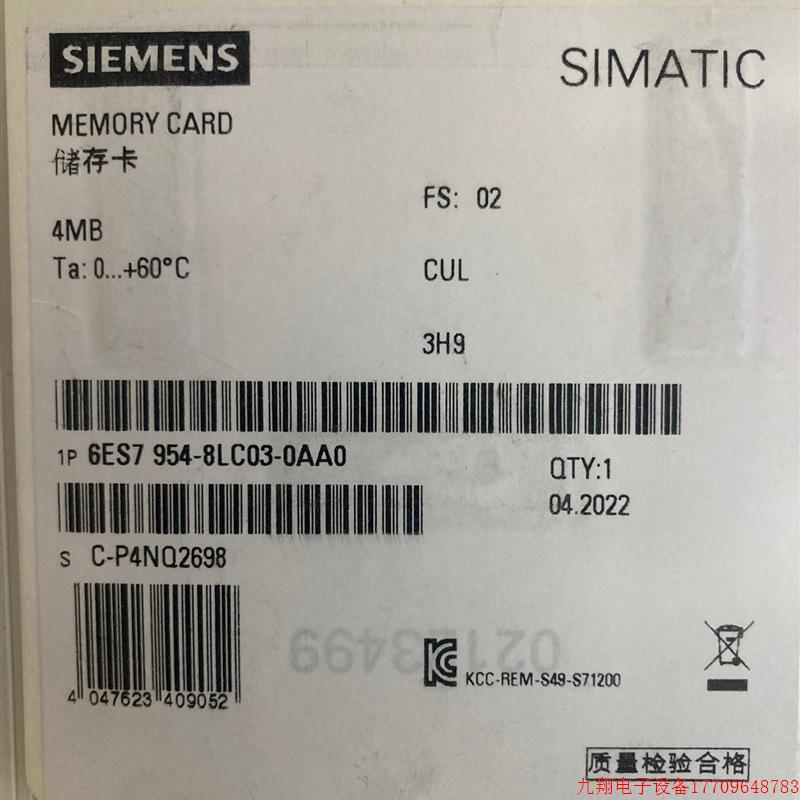 SIEMENS
SIMATIC
MEMORY CARD
储存卡
FS: 02
4MB
Ta: 0...+60°C
CUL
3H9
1P 6ES7 954-8LC03-0AA0
QTY:1
04.2022
S C-P4NQ2698
02123499
KCC-REM-S49-S71200
4 047623 409052
质量检验合格
九翔电子设备17709648783